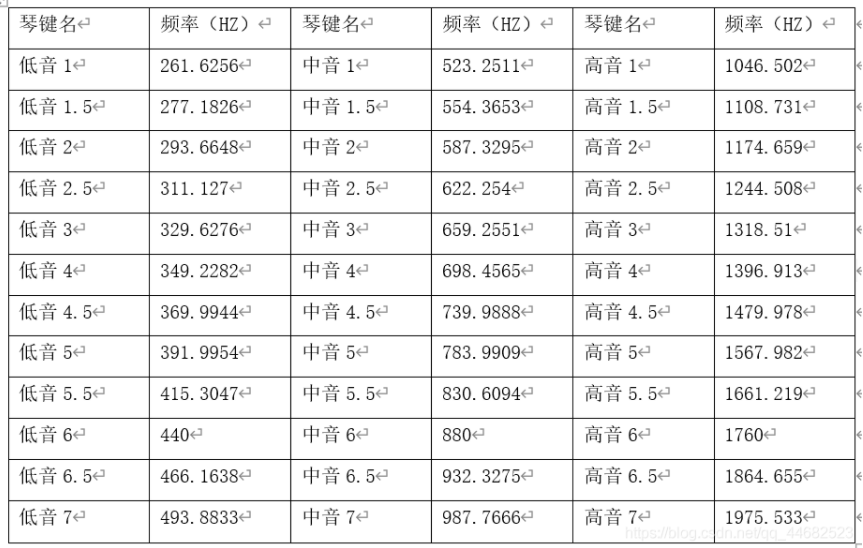 琴键名 频率（HZ） 琴键名 频率（HZ） 琴键名 频率（HZ）
低音 1 261.6256 中音 1 523.2511 高音 1 1046.502
低音 1.5 277.1826 中音 1.5 554.3653 高音 1.5 1108.731
低音 2 293.6648 中音 2 587.3295 高音 2 1174.659
低音 2.5 311.127 中音 2.5 622.254 高音 2.5 1244.508
低音 3 329.6276 中音 3 659.2551 高音 3 1318.51
低音 4 349.2282 中音 4 698.4565 高音 4 1396.913
低音 4.5 369.9944 中音 4.5 739.9888 高音 4.5 1479.978
低音 5 391.9954 中音 5 783.9909 高音 5 1567.982
低音 5.5 415.3047 中音 5.5 830.6094 高音 5.5 1661.219
低音 6 440 中音 6 880 高音 6 1760
低音 6.5 466.1638 中音 6.5 932.3275 高音 6.5 1864.655
低音 7 493.8833 中音 7 987.7666 高音 7 1975.533
https://blog.csdn.net/qq_44682523